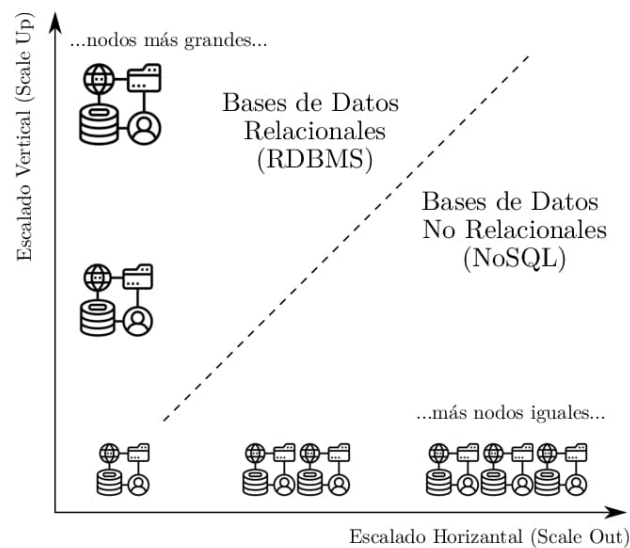 ...nodos más grandes...
Escalado Vertical (Scale Up)
Bases de Datos
Relacionales
(RDBMS)
Bases de Datos
No Relacionales
(NoSQL)
...más nodos iguales...
Escalado Horizantal (Scale Out)